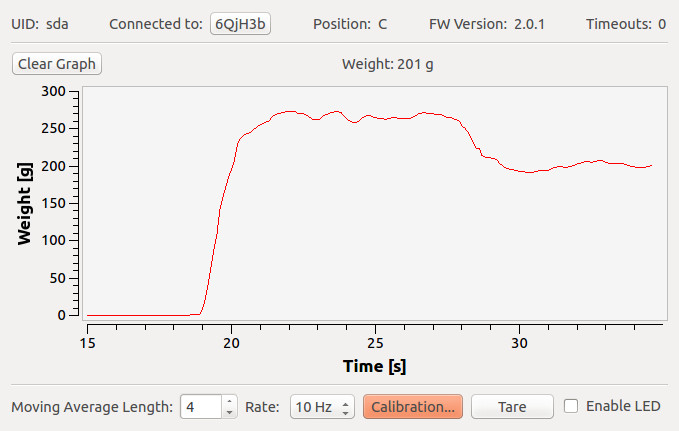 UID: sda Connected to: 6QjH3b Position: C FW Version: 2.0.1 Timeouts: 0
Clear Graph Weight: 201 g
300
250
200
150
100
50
0
Weight [g]
15 20 25 30
Time [s]
Moving Average Length: 4 Rate: 10 Hz Calibration... Tare Enable LED